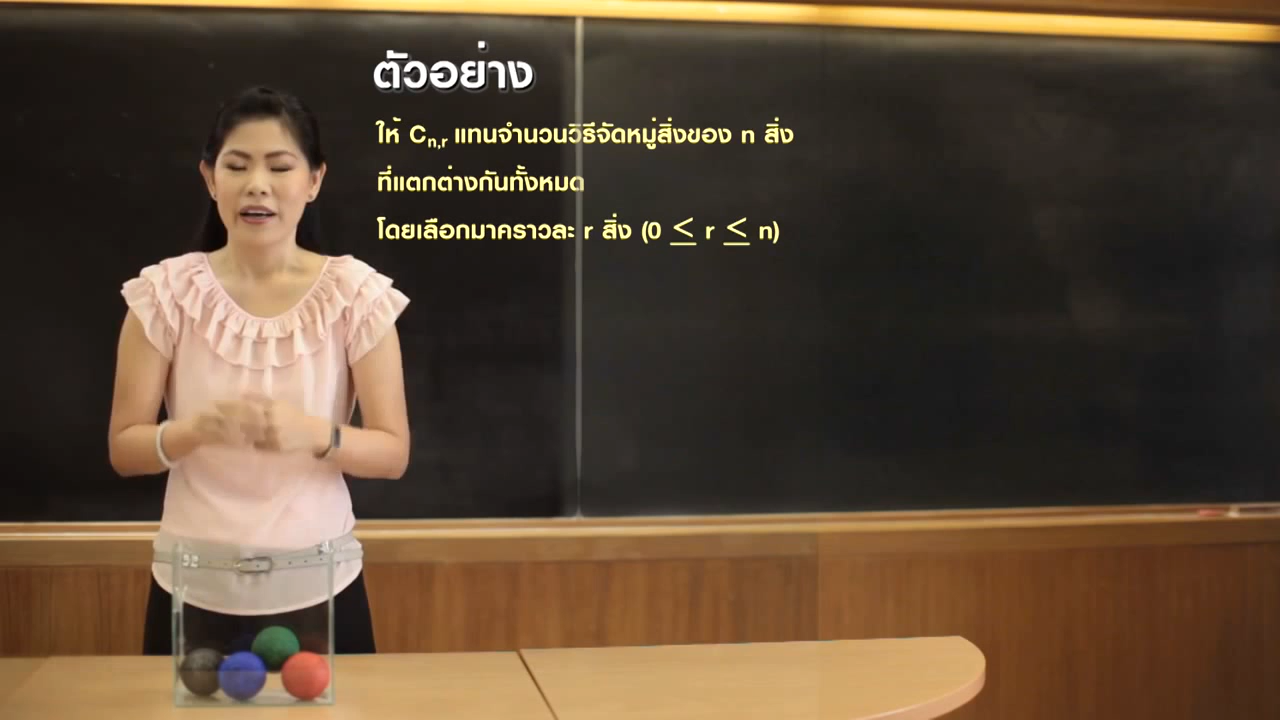 ตัวอย่าง
ให้ Cn,r แทนจำนวนวิธีจัดหมู่สิ่งของ n สิ่ง
ที่แตกต่างกันทั้งหมด
โดยเลือกมาคราวละ r สิ่ง (0 ≤ r ≤ n)